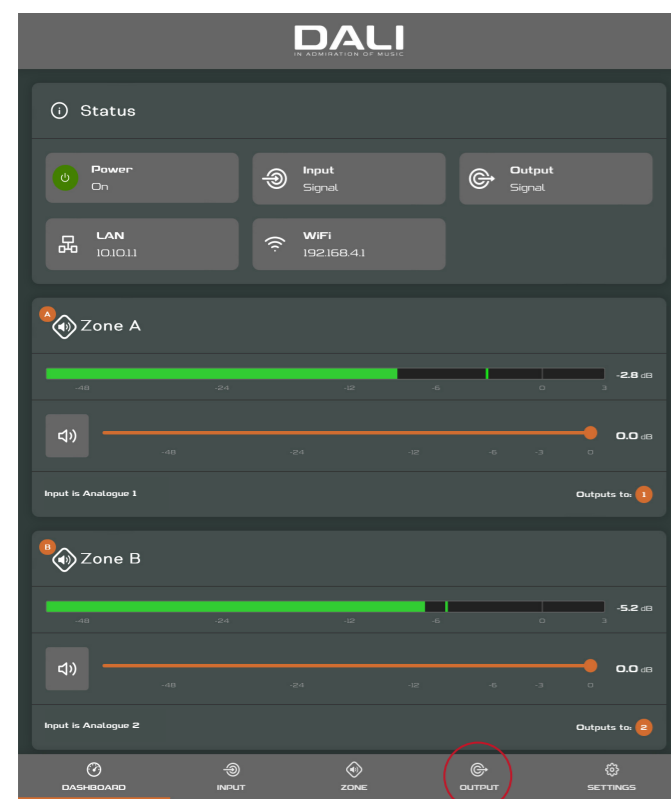 DALI
IN ADMIRATION OF MUSIC
Status
Power
On
Input
Signal
Output
Signal
LAN
10.10.1.1
WiFi
192.168.4.1
A
Zone A
-2.8 dB
-48 -24 -12 -6 0 3
0.0 dB
-48 -24 -12 -6 -3 0
Input is Analogue 1 Outputs to: 1
B
Zone B
-5.2 dB
-48 -24 -12 -6 0 3
0.0 dB
-48 -24 -12 -6 -3 0
Input is Analogue 2 Outputs to: 2
DASHBOARD INPUT ZONE OUTPUT SETTINGS